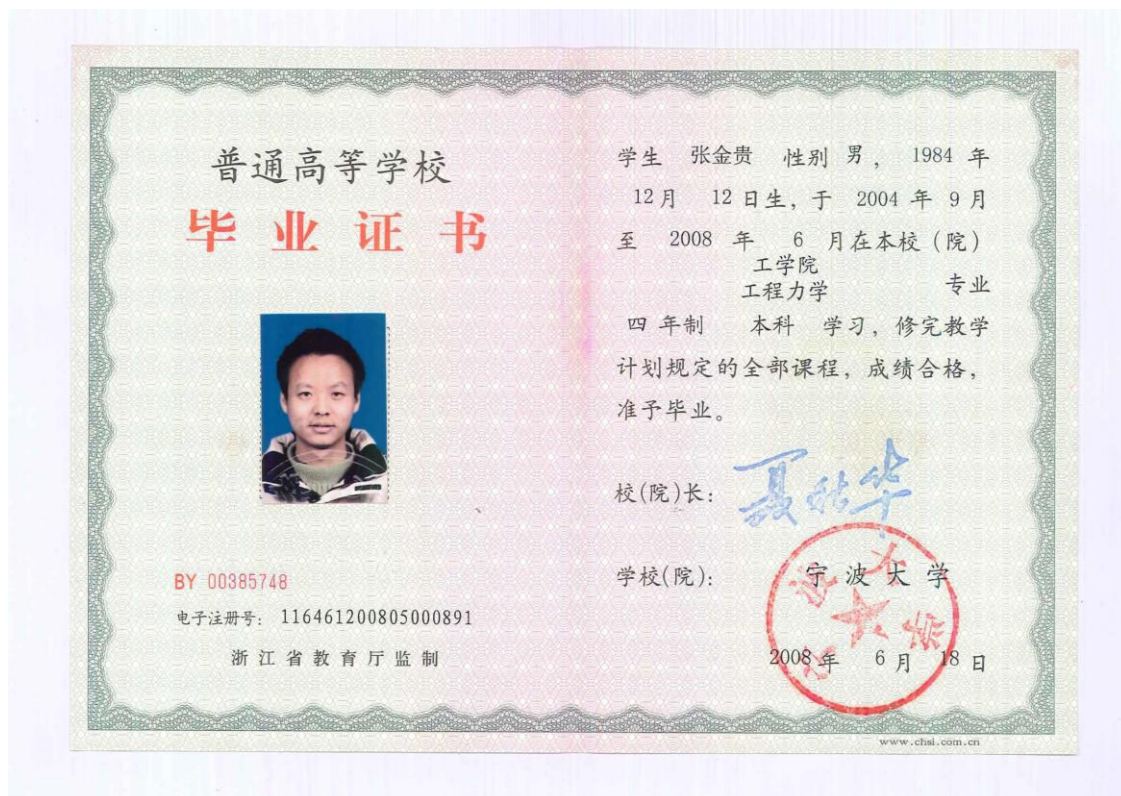 普通高等学校
毕业证书
BY 00385748
电子注册号: 116461200805000891
浙江省教育厅监制
学生 张金贵 性别 男, 1984 年
12月 12日生, 于 2004 年 9月
至 2008 年 6 月在本校(院)
工学院
工程力学 专业
四 年制 本科 学习, 修完教学
计划规定的全部课程, 成绩合格,
准予毕业。
校(院)长:
学校(院): 宁波大学
宁波大学
2008年 6月 18日
www.chsi.com.cn